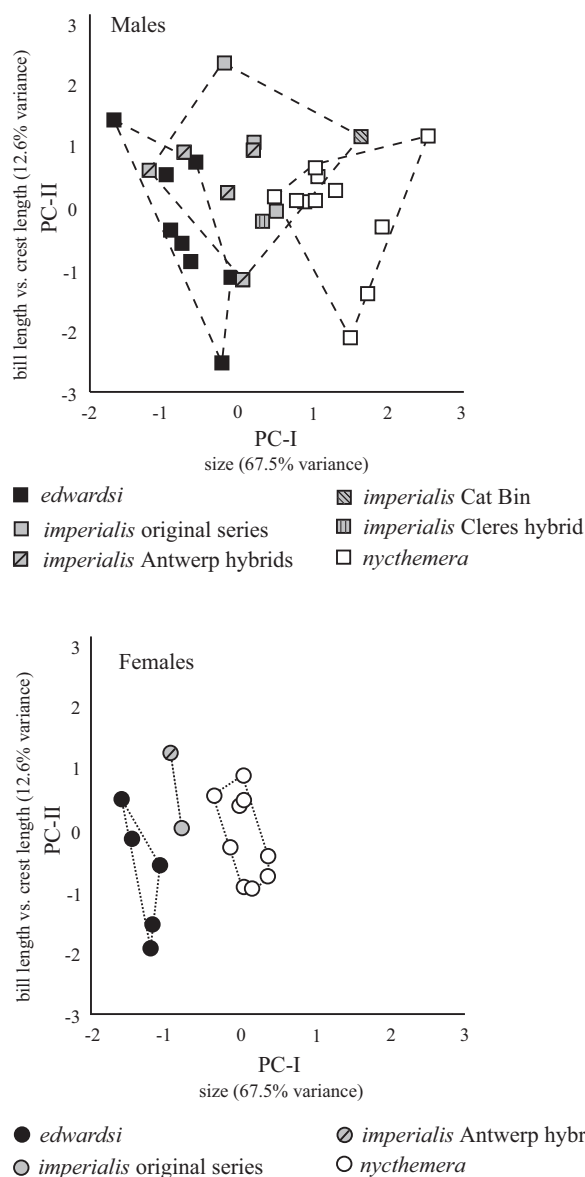 3
Males
2
1
0
-1
-2
-3
bill length vs. crest length (12.6% variance)
PC-II
-2
-1
0
1
2
3
PC-I
size (67.5% variance)
edwardsi
imperialis original series
imperialis Antwerp hybrids
imperialis Cat Bin
imperialis Cleres hybrid
nycthemera
3
Females
2
1
0
-1
-2
-3
bill length vs. crest length (12.6% variance)
PC-II
-2
-1
0
1
2
3
PC-I
size (67.5% variance)
edwardsi
imperialis original series
imperialis Antwerp hybr
nycthemera